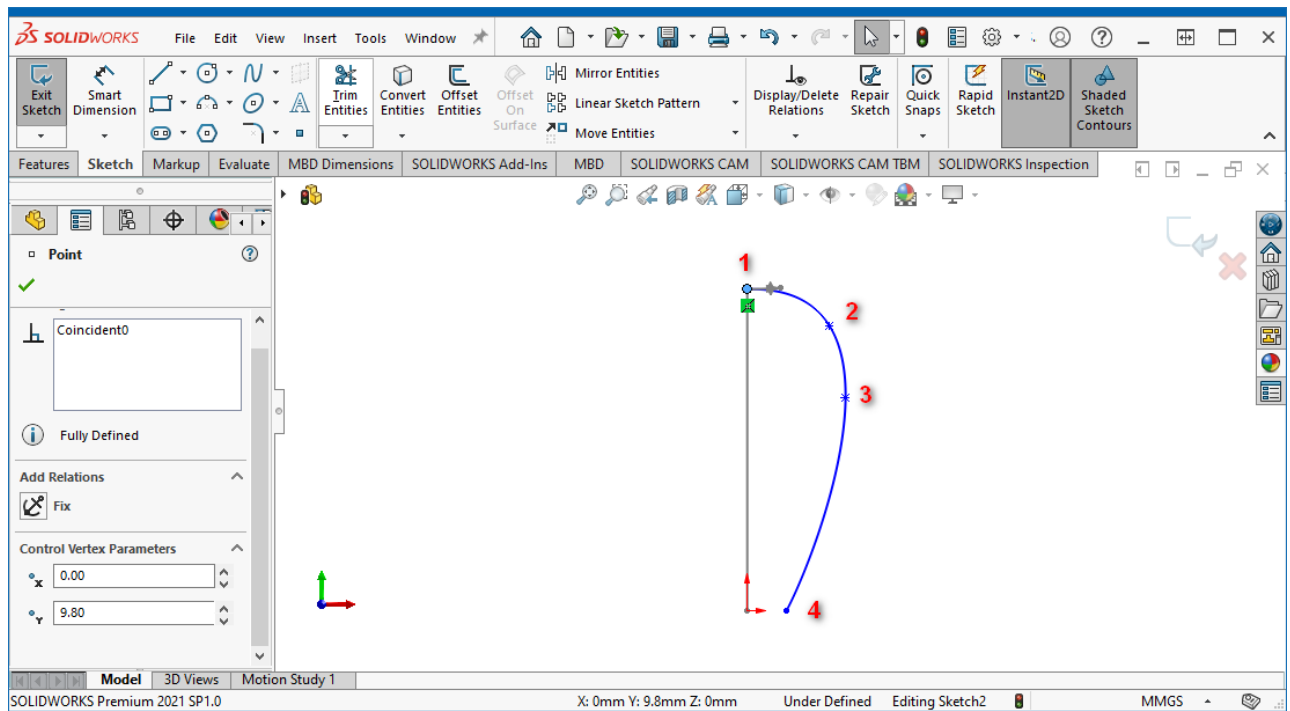 SOLIDWORKS File Edit View Insert Tools Window
Exit Sketch
Smart Dimension
Trim Entities
Convert Entities
Offset Entities
Offset On Surface
Mirror Entities
Linear Sketch Pattern
Move Entities
Display/Delete Relations
Repair Sketch
Quick Snaps
Rapid Sketch
Instant2D
Shaded Sketch Contours
Features Sketch Markup Evaluate MBD Dimensions SOLIDWORKS Add-Ins MBD SOLIDWORKS CAM SOLIDWORKS CAM TBM SOLIDWORKS Inspection
Point
Coincident0
Fully Defined
Add Relations
Fix
Control Vertex Parameters
X 0.00
Y 9.80
1
2
3
4
Model 3D Views Motion Study 1
SOLIDWORKS Premium 2021 SP1.0 X: 0mm Y: 9.8mm Z: 0mm Under Defined Editing Sketch2 MMGS